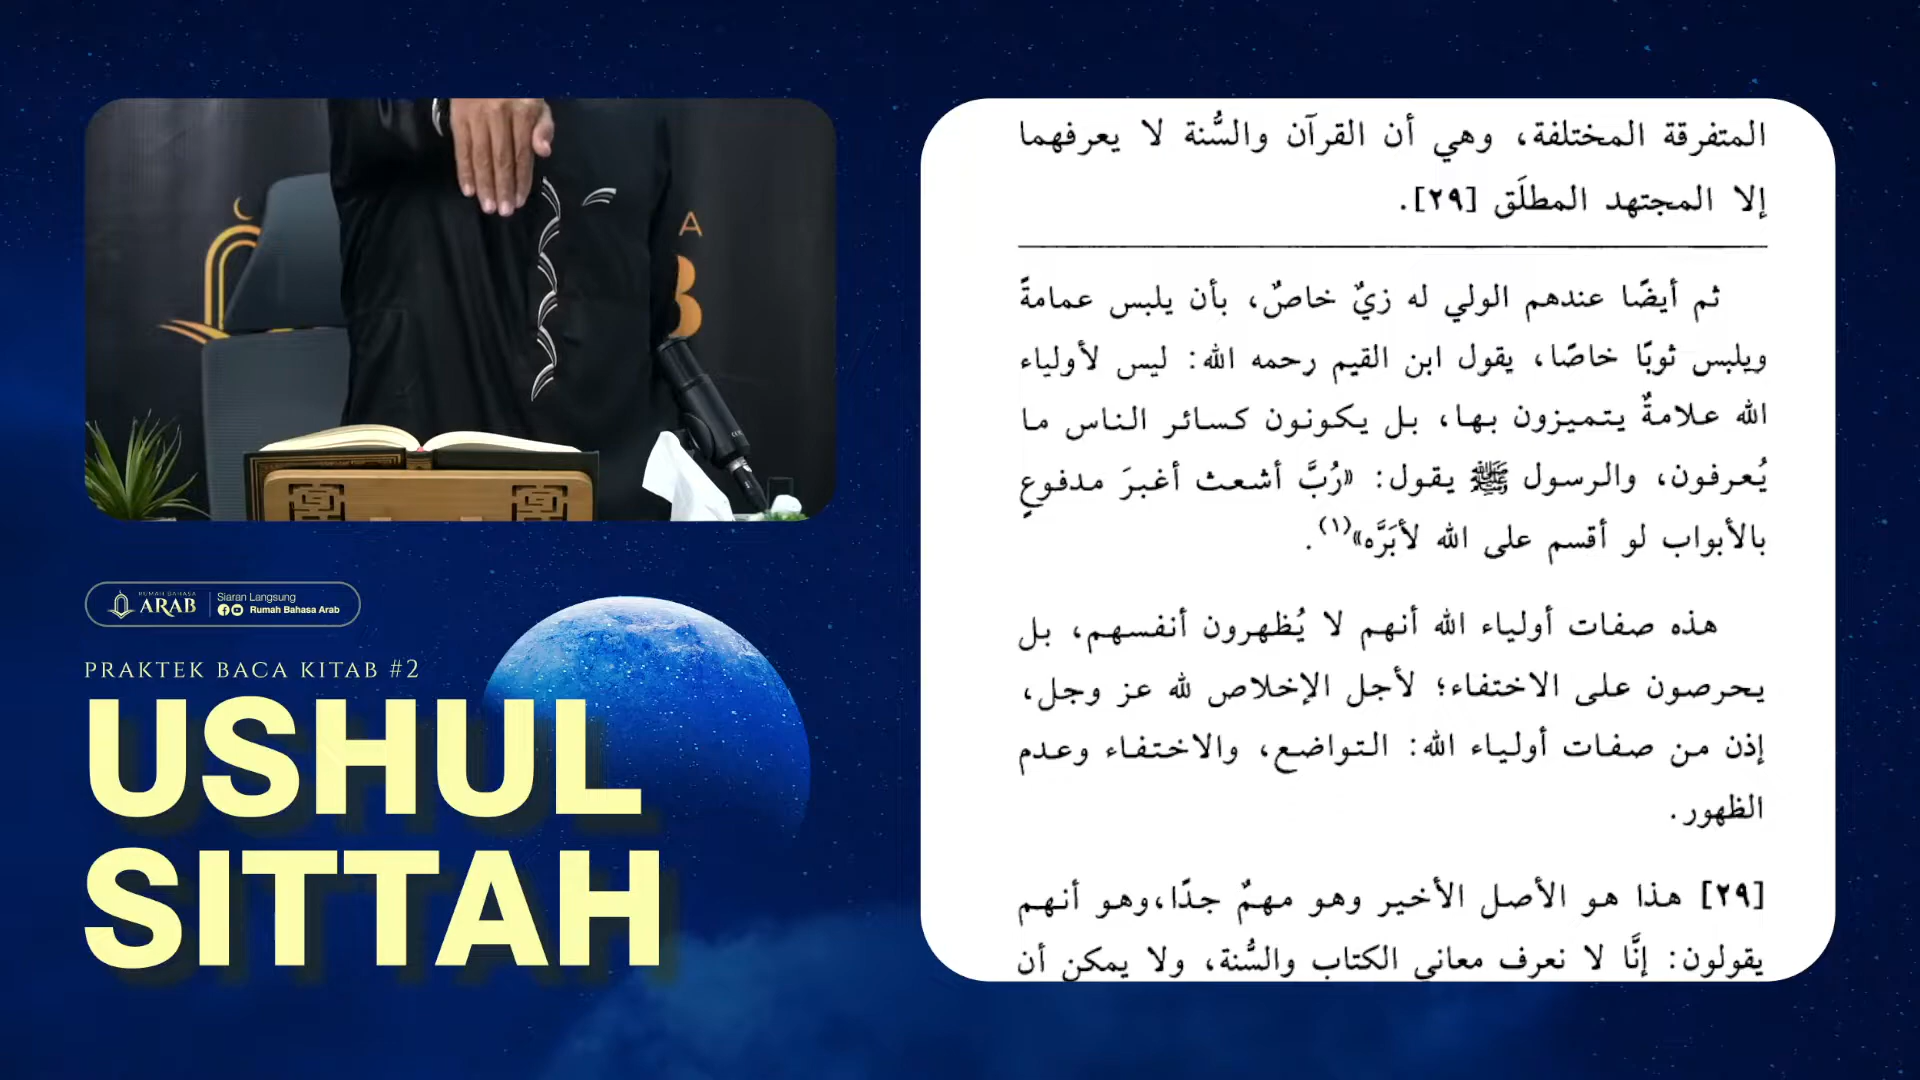 A
B
RUMAH BAHASA
ARAB
Siaran Langsung
Rumah Bahasa Arab
PRAKTEK BACA KITAB #2
USHUL
SITTAH
المتفرقة المختلفة، وهي أن القرآن والسُّنة لا يعرفهما
إلا المجتهد المطلَق [٢٩].
ثم أيضًا عندهم الولي له زيٌ خاصٌ، بأن يلبس عمامةً
ويلبس ثوبًا خاصًا، يقول ابن القيم رحمه الله: ليس لأولياء
الله علامةٌ يتميزون بها، بل يكونون كسائر الناس ما
يُعرفون، والرسول ﷺ يقول: «رُبَّ أشعث أغبرَ مدفوعٍ
بالأبواب لو أقسم على الله لأبَرَّه»(١).
هذه صفات أولياء الله أنهم لا يُظهرون أنفسهم، بل
يحرصون على الاختفاء؛ لأجل الإخلاص لله عز وجل،
إذن من صفات أولياء الله: التواضع، والاختفاء وعدم
الظهور.
[٢٩] هذا هو الأصل الأخير وهو مهمٌ جدًا،وهو أنهم
يقولون: إنَّا لا نعرف معاني الكتاب والسُّنة، ولا يمكن أن